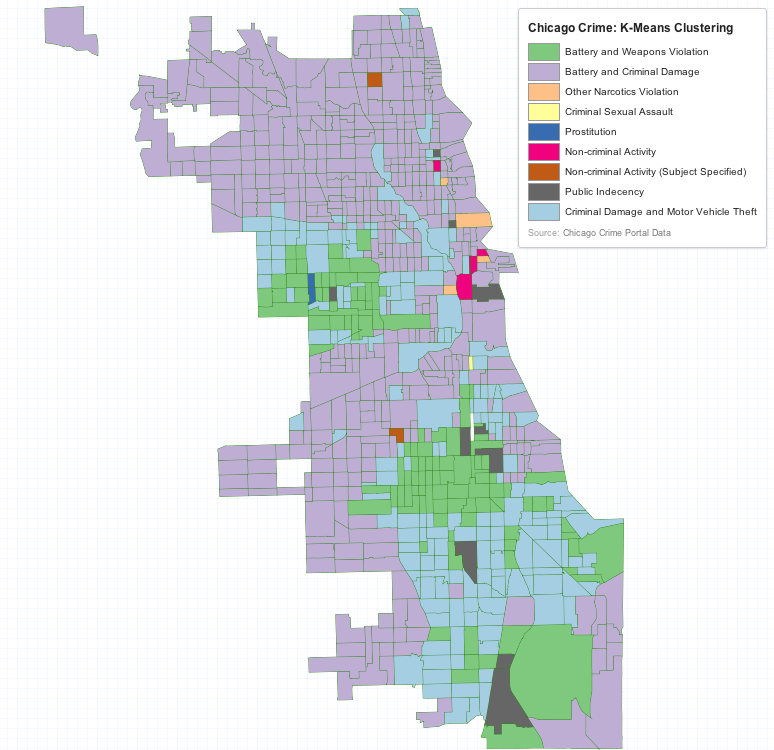 Chicago Crime: K-Means Clustering
Battery and Weapons Violation
Battery and Criminal Damage
Other Narcotics Violation
Criminal Sexual Assault
Prostitution
Non-criminal Activity
Non-criminal Activity (Subject Specified)
Public Indecency
Criminal Damage and Motor Vehicle Theft
Source: Chicago Crime Portal Data